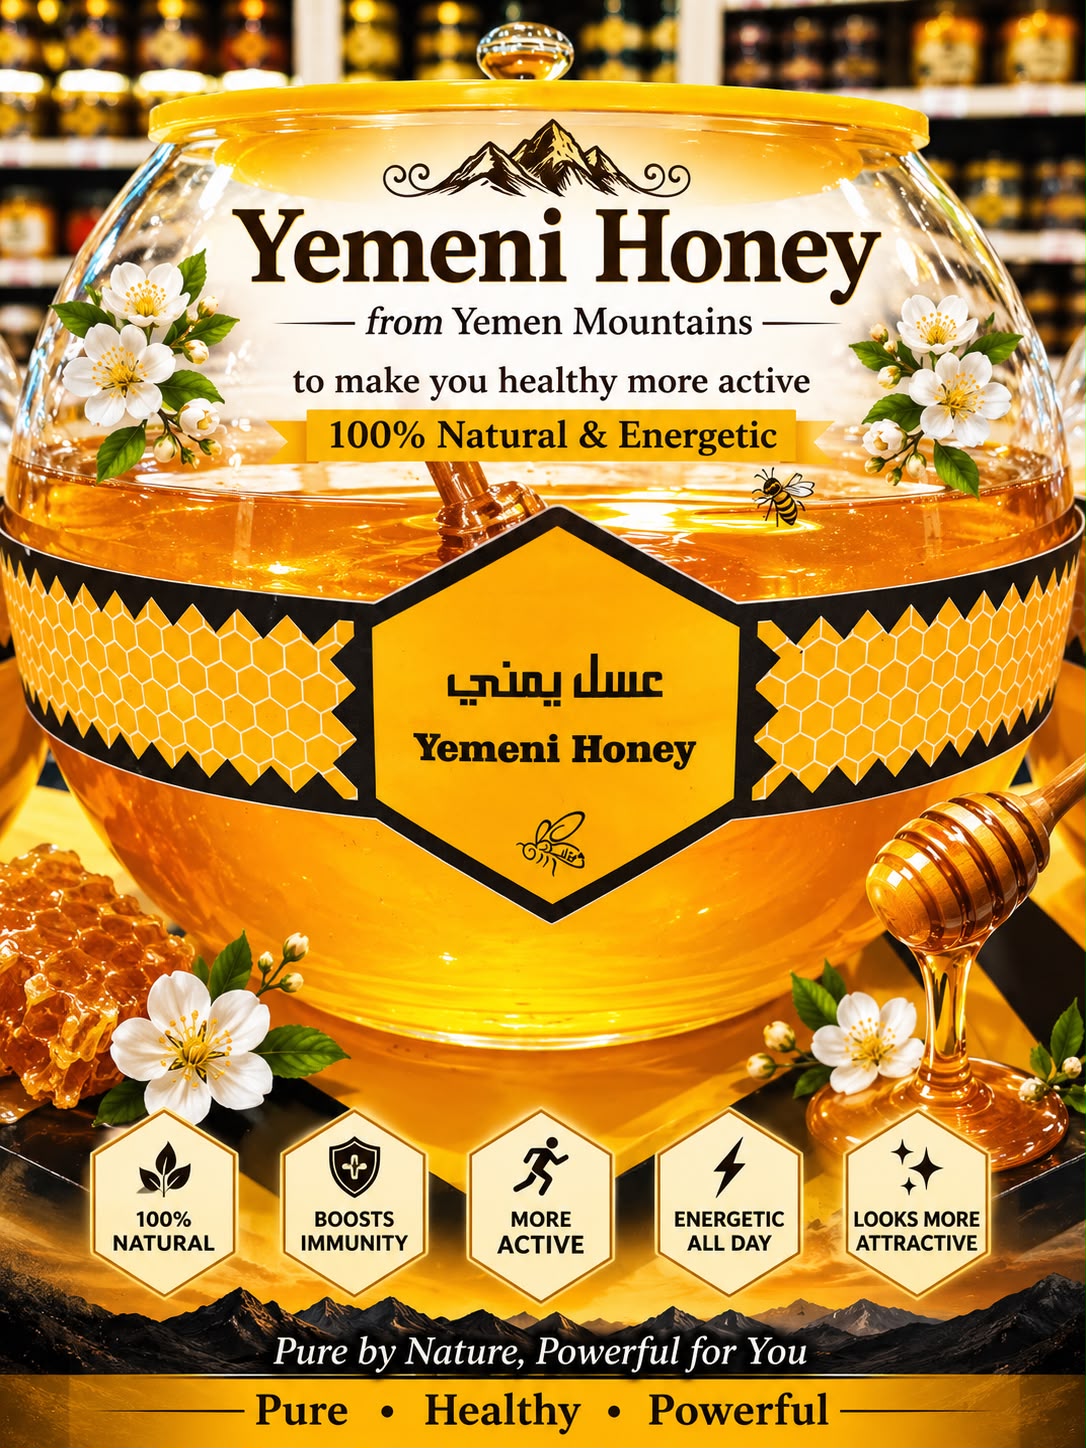 Yemeni Honey
from Yemen Mountains
to make you healthy more active
100% Natural & Energetic
عسل يمني
Yemeni Honey
100%
NATURAL
BOOSTS
IMMUNITY
MORE
ACTIVE
ENERGETIC
ALL DAY
LOOKS MORE
ATTRACTIVE
Pure by Nature, Powerful for You
Pure • Healthy • Powerful